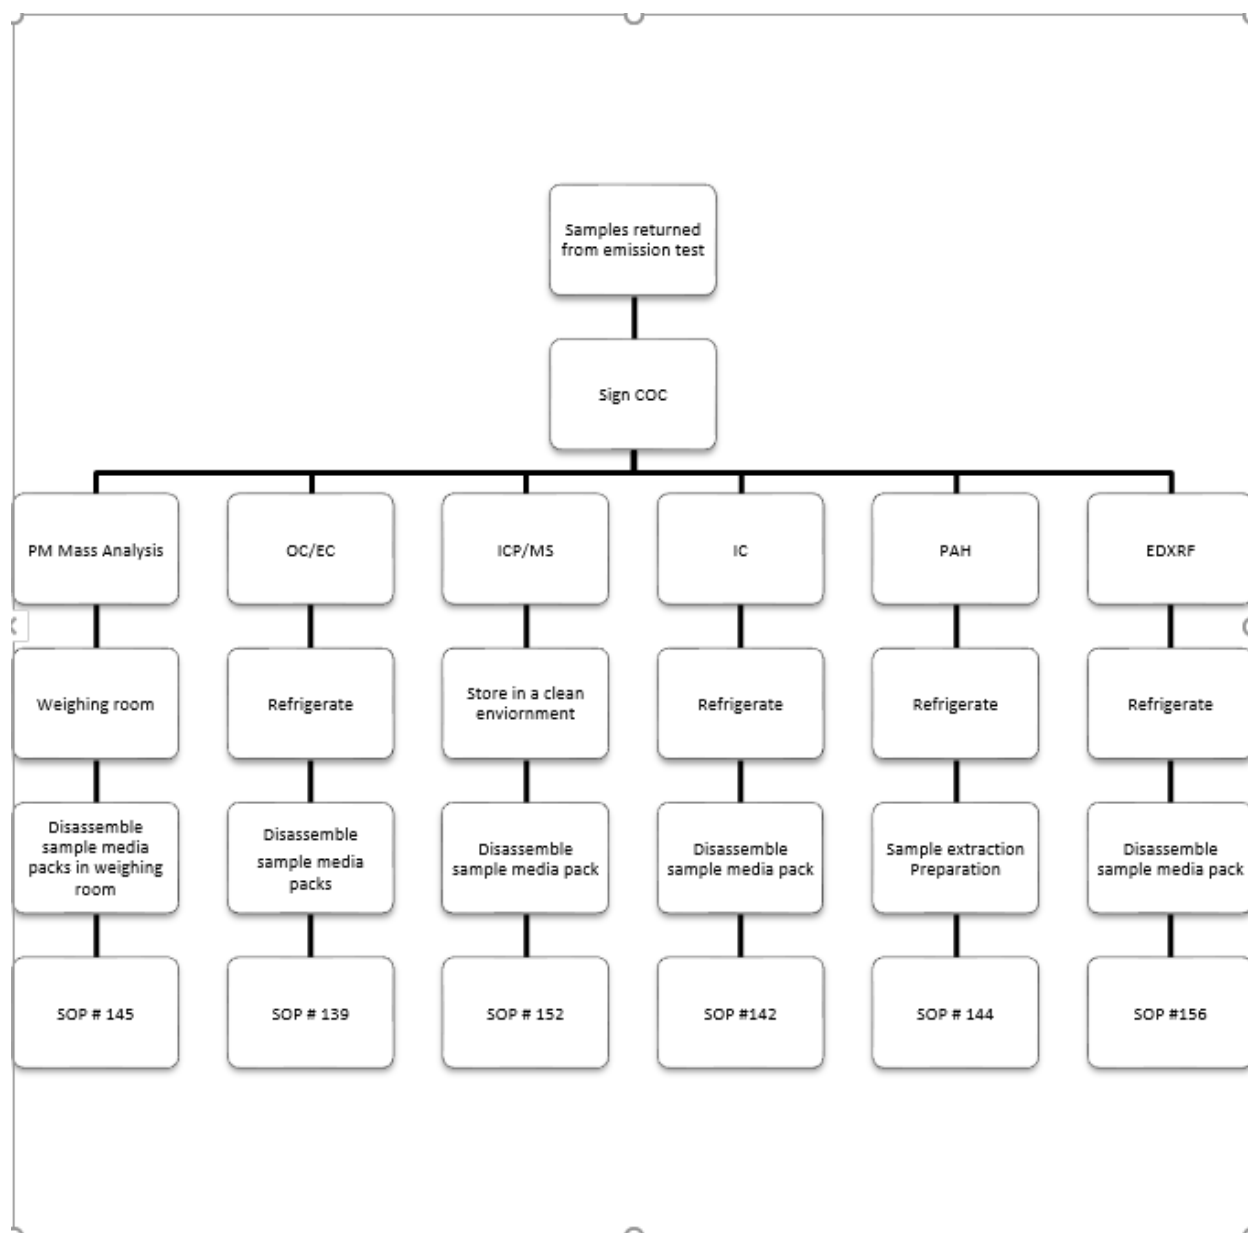 Samples returned
from emission test
Sign COC
PM Mass Analysis
OC/EC
ICP/MS
IC
PAH
EDXRF
Weighing room
Refrigerate
Store in a clean
enviornment
Refrigerate
Refrigerate
Refrigerate
Disassemble
sample media
packs in weighing
room
Disassemble
sample media
packs
Disassemble
sample media pack
Disassemble
sample media pack
Sample extraction
Preparation
Disassemble
sample media pack
SOP # 145
SOP # 139
SOP # 152
SOP #142
SOP # 144
SOP #156